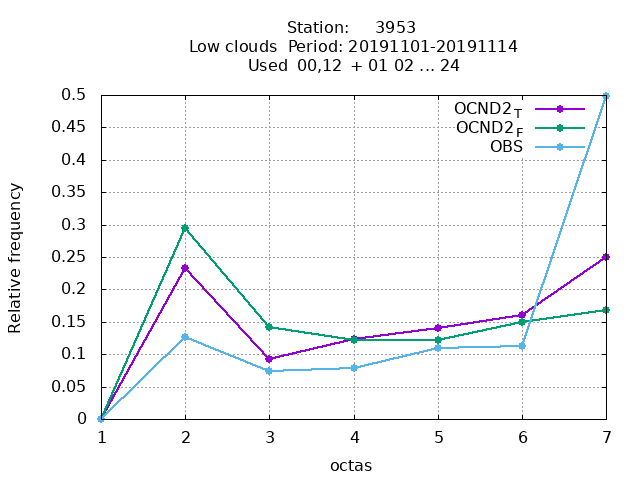 Station: 3953
Low clouds Period: 20191101-20191114
Used 00,12 + 01 02 ... 24
0.5
0.45
0.4
0.35
0.3
0.25
0.2
0.15
0.1
0.05
0
Relative frequency
OCND2T
OCND2F
OBS
1 2 3 4 5 6 7
octas